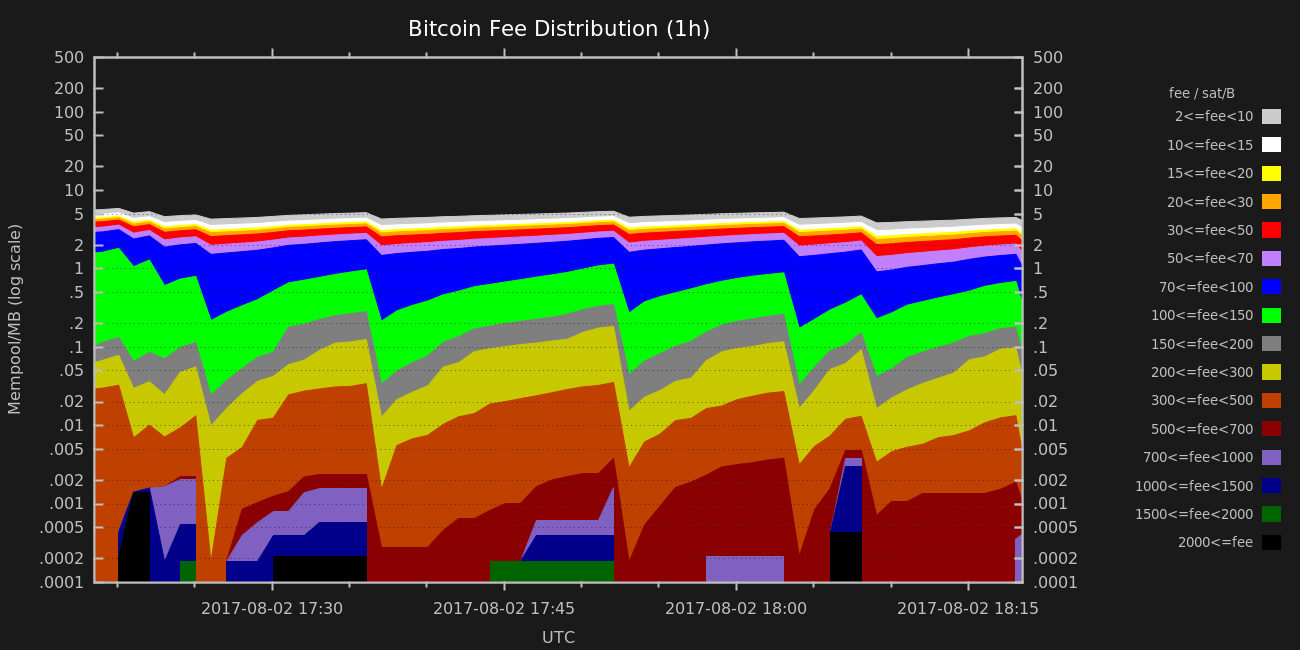 Bitcoin Fee Distribution (1h)
500
200
100
50
20
10
5
2
1
.5
.2
.1
.05
.02
.01
.005
.002
.001
.0005
.0002
.0001
Mempool/MB (log scale)
500
200
100
50
20
10
5
2
1
.5
.2
.1
.05
.02
.01
.005
.002
.001
.0005
.0002
.0001
2017-08-02 17:30
2017-08-02 17:45
2017-08-02 18:00
2017-08-02 18:15
UTC
fee / sat/B
2<=fee<10
10<=fee<15
15<=fee<20
20<=fee<30
30<=fee<50
50<=fee<70
70<=fee<100
100<=fee<150
150<=fee<200
200<=fee<300
300<=fee<500
500<=fee<700
700<=fee<1000
1000<=fee<1500
1500<=fee<2000
2000<=fee